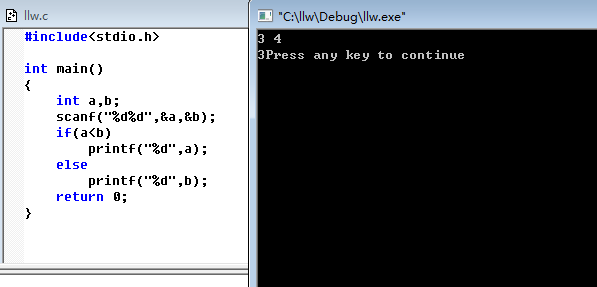 llw.c
#include<stdio.h>
int main()
{
    int a,b;
    scanf("%d%d",&a,&b);
    if(a<b)
        printf("%d",a);
    else
        printf("%d",b);
    return 0;
}
"C:\llw\Debug\llw.exe"
3 4
3Press any key to continue